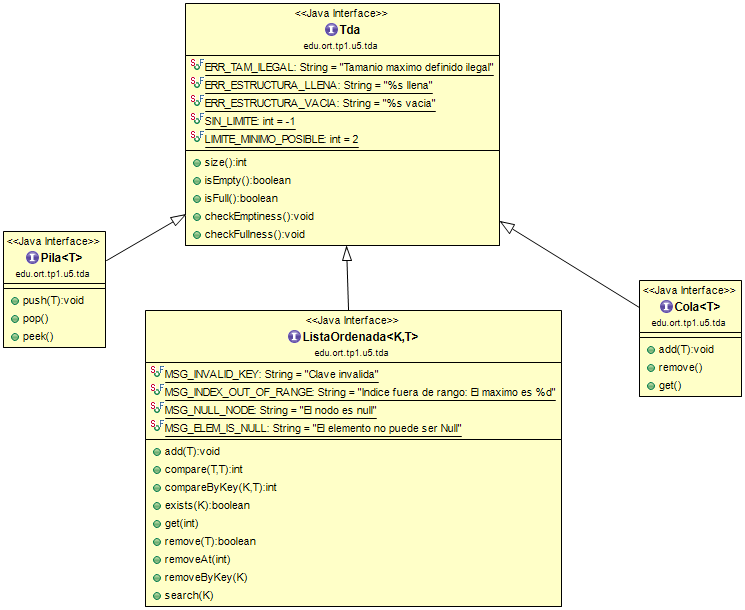 <<Java Interface>>
Tda
edu.ort.tp1.u5.tda
ERR_TAM_ILEGAL: String = "Tamanio maximo definido ilegal"
ERR_ESTRUCTURA_LLENA: String = "%s llena"
ERR_ESTRUCTURA_VACIA: String = "%s vacia"
SIN_LIMITE: int = -1
LIMITE_MINIMO_POSIBLE: int = 2
size():int
isEmpty():boolean
isFull():boolean
checkEmptiness():void
checkFullness():void
<<Java Interface>>
Pila<T>
edu.ort.tp1.u5.tda
push(T):void
pop()
peek()
<<Java Interface>>
ListaOrdenada<K,T>
edu.ort.tp1.u5.tda
MSG_INVALID_KEY: String = "Clave invalida"
MSG_INDEX_OUT_OF_RANGE: String = "Indice fuera de rango: El maximo es %d"
MSG_NULL_NODE: String = "El nodo es null"
MSG_ELEM_IS_NULL: String = "El elemento no puede ser Null"
add(T):void
compare(T,T):int
compareByKey(K,T):int
exists(K):boolean
get(int)
remove(T):boolean
removeAt(int)
removeByKey(K)
search(K)
<<Java Interface>>
Cola<T>
edu.ort.tp1.u5.tda
add(T):void
remove()
get()